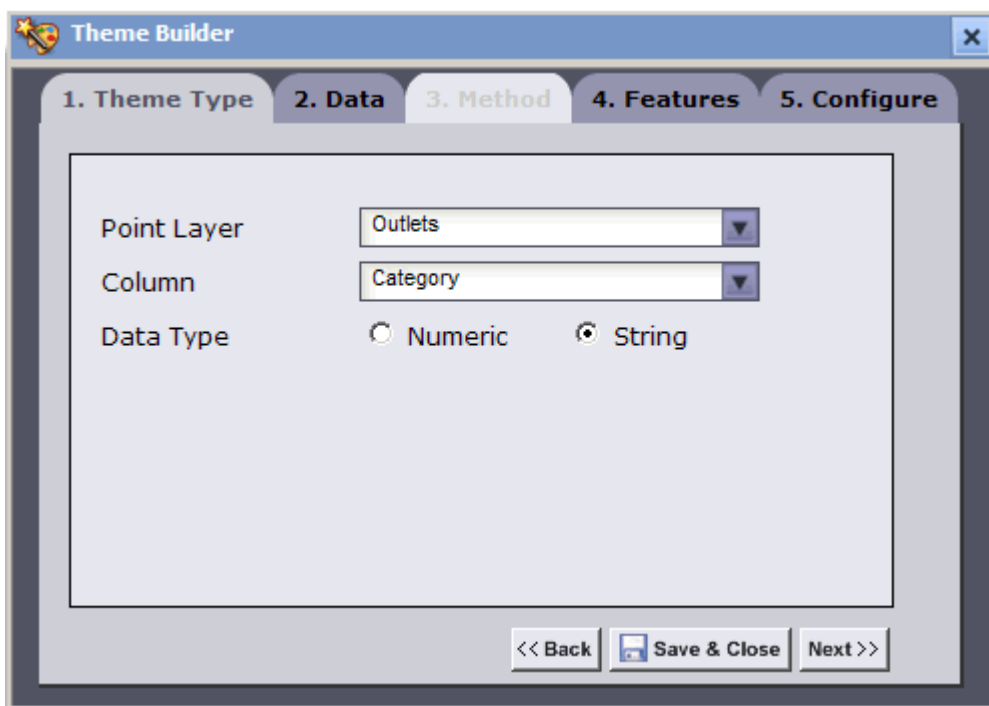 Theme Builder
1. Theme Type 2. Data 3. Method 4. Features 5. Configure
Point Layer Outlets
Column Category
Data Type Numeric String
<< Back Save & Close Next >>